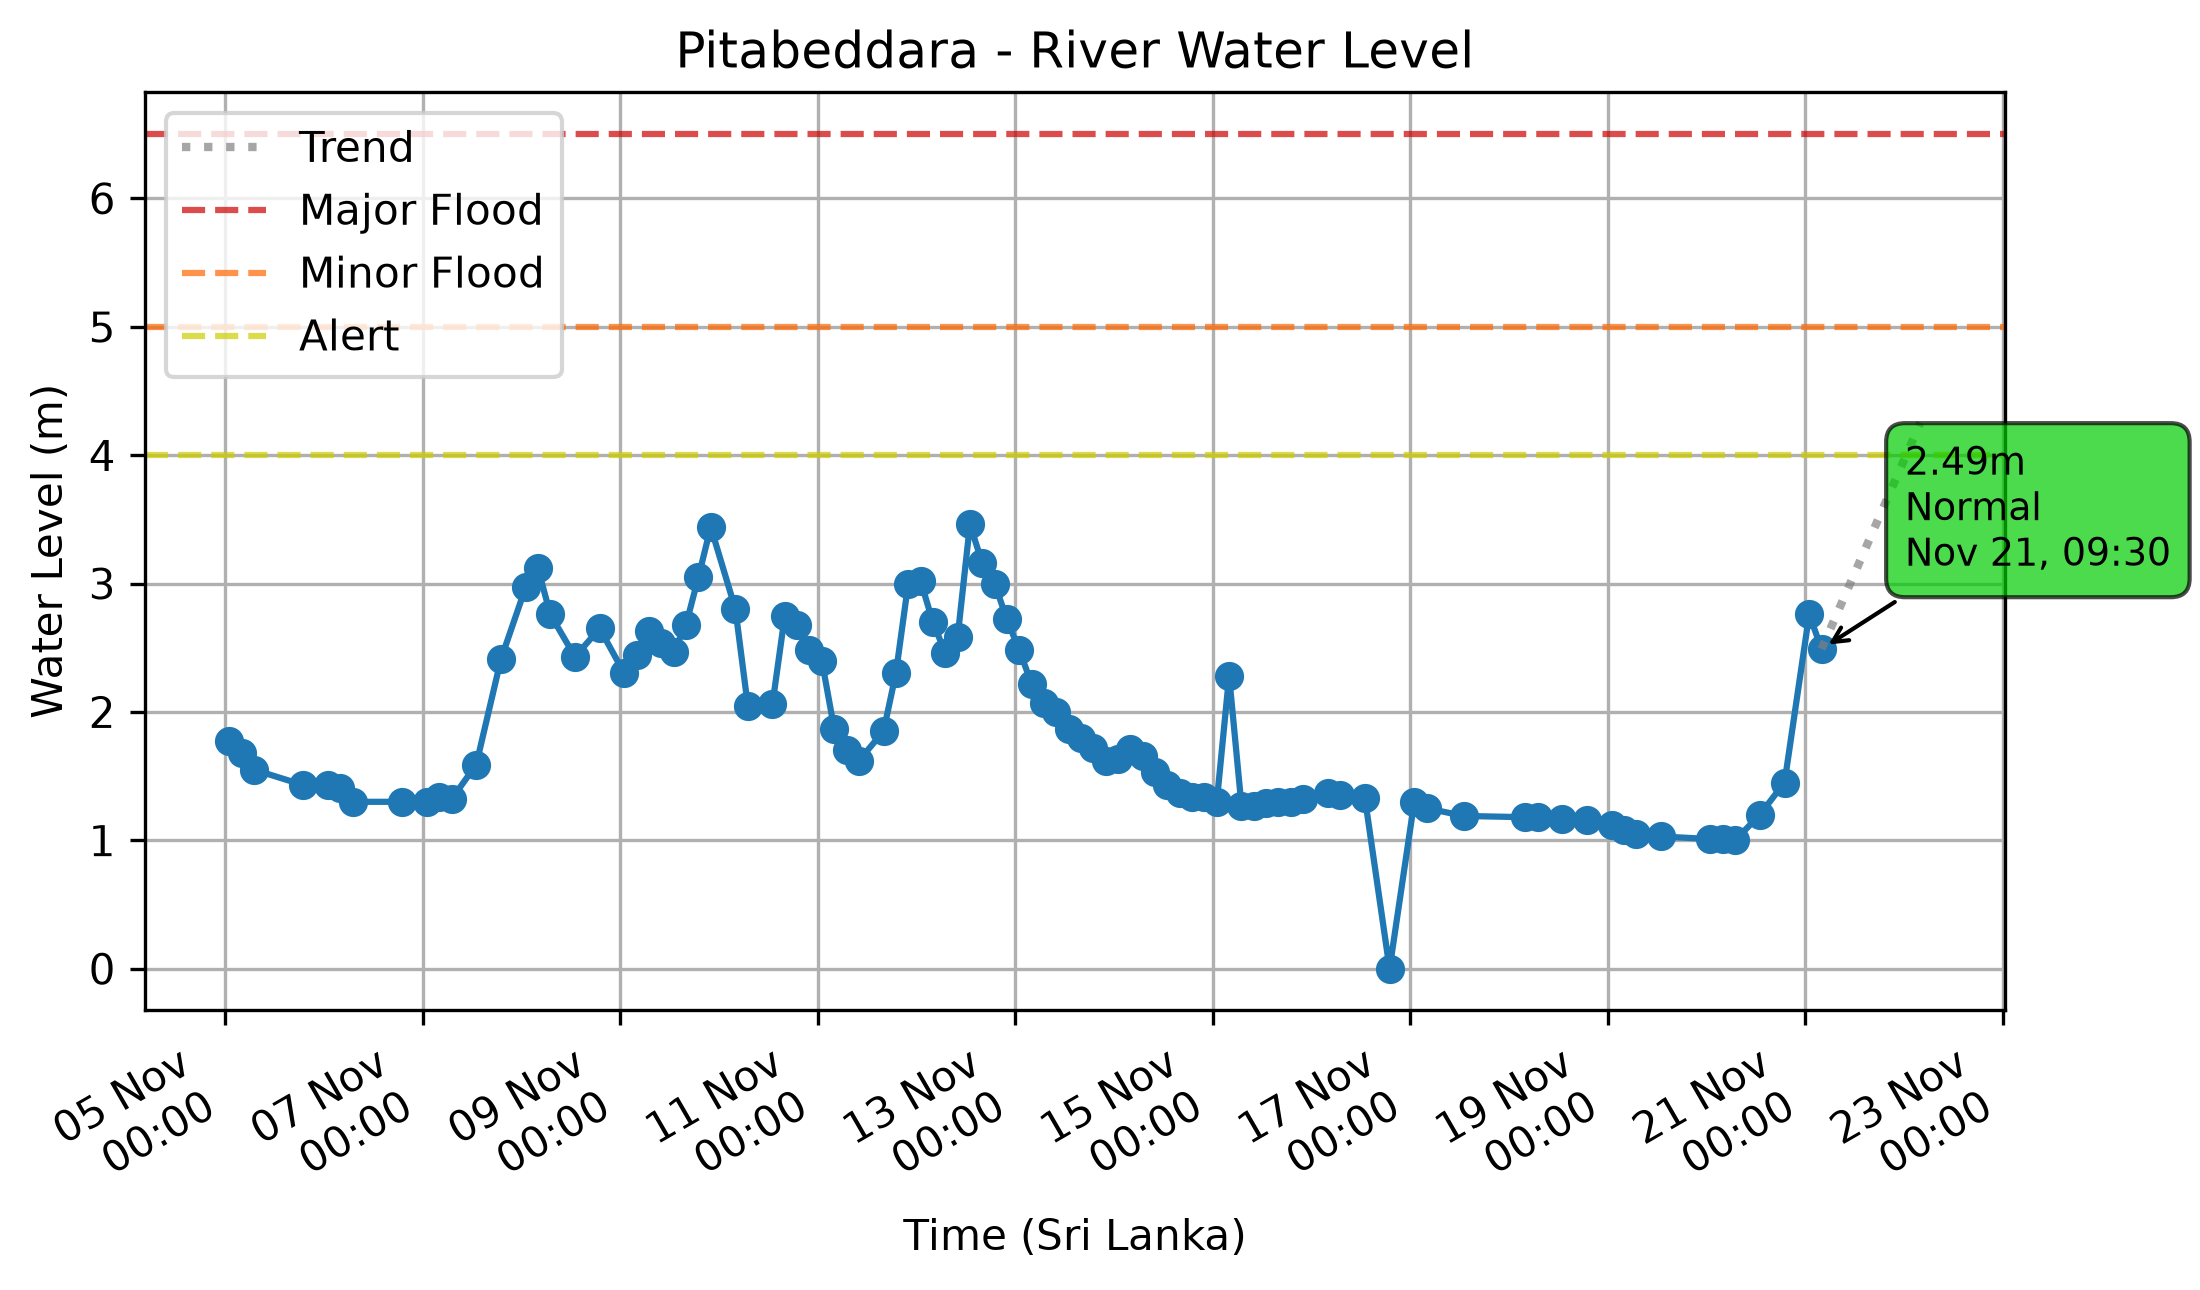 Pitabeddara - River Water Level
Trend
Major Flood
Minor Flood
Alert
Water Level (m)
6
5
4
3
2
1
0
2.49m
Normal
Nov 21, 09:30
05 Nov
00:00
07 Nov
00:00
09 Nov
00:00
11 Nov
00:00
13 Nov
00:00
15 Nov
00:00
17 Nov
00:00
19 Nov
00:00
21 Nov
00:00
23 Nov
00:00
Time (Sri Lanka)